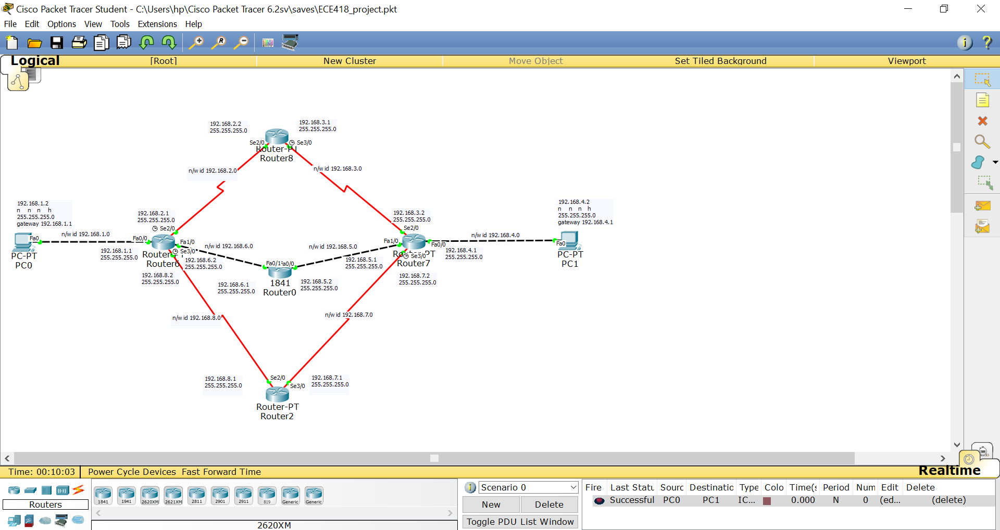 Cisco Packet Tracer Student - C:\Users\hp\Cisco Packet Tracer 6.2sv\saves\ECE418_project.pkt
File Edit Options View Tools Extensions Help
Logical [Root] New Cluster Move Object Set Tiled Background Viewport
192.168.2.2
255.255.255.0
192.168.3.1
255.255.255.0
Se2/0
Se3/0
Router-PT
Router8
n/w id 192.168.2.0
n/w id 192.168.3.0
192.168.1.2
n n n h
255.255.255.0
gateway 192.168.1.1
Fa0
PC-PT
PC0
n/w id 192.168.1.0
192.168.2.1
255.255.255.0
Se2/0
Fa0/0
Fa1/0
Se3/0
192.168.1.1
255.255.255.0
Router6
192.168.6.2
255.255.255.0
192.168.8.2
255.255.255.0
n/w id 192.168.6.0
n/w id 192.168.5.0
Fa0/1
Fa0/0
1841
Router0
192.168.6.1
255.255.255.0
192.168.5.2
255.255.255.0
192.168.3.2
255.255.255.0
Se2/0
Fa1/0
Fa0/0
Se3/0
Router-PT
Router7
192.168.5.1
255.255.255.0
192.168.4.1
255.255.255.0
192.168.7.2
255.255.255.0
n/w id 192.168.4.0
192.168.4.2
n n n h
255.255.255.0
gateway 192.168.4.1
Fa0
PC-PT
PC1
n/w id 192.168.8.0
n/w id 192.168.7.0
192.168.8.1
255.255.255.0
Se2/0
Se3/0
192.168.7.1
255.255.255.0
Router-PT
Router2
Time: 00:10:03 Power Cycle Devices Fast Forward Time
Realtime
Routers
1841 1941 2620XM 2621XM 2811 2901 2911 819 Generic Generic
2620XM
Scenario 0
New Delete
Toggle PDU List Window
Fire Last Statu Sourc Destinatic Type Colo Time(s Period Num Edit Delete
Successful PC0 PC1 IC... 0.000 N 0 (ed... (delete)